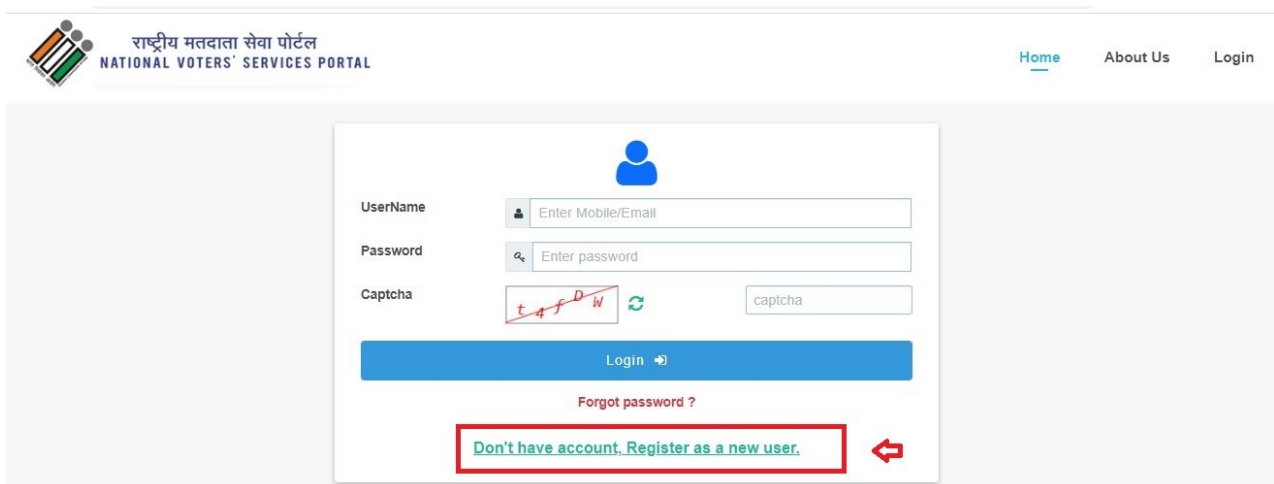 राष्ट्रीय मतदाता सेवा पोर्टल
NATIONAL VOTERS' SERVICES PORTAL
Home About Us Login
UserName Enter Mobile/Email
Password Enter password
Captcha t4fDW captcha
Login
Forgot password ?
Don't have account, Register as a new user.